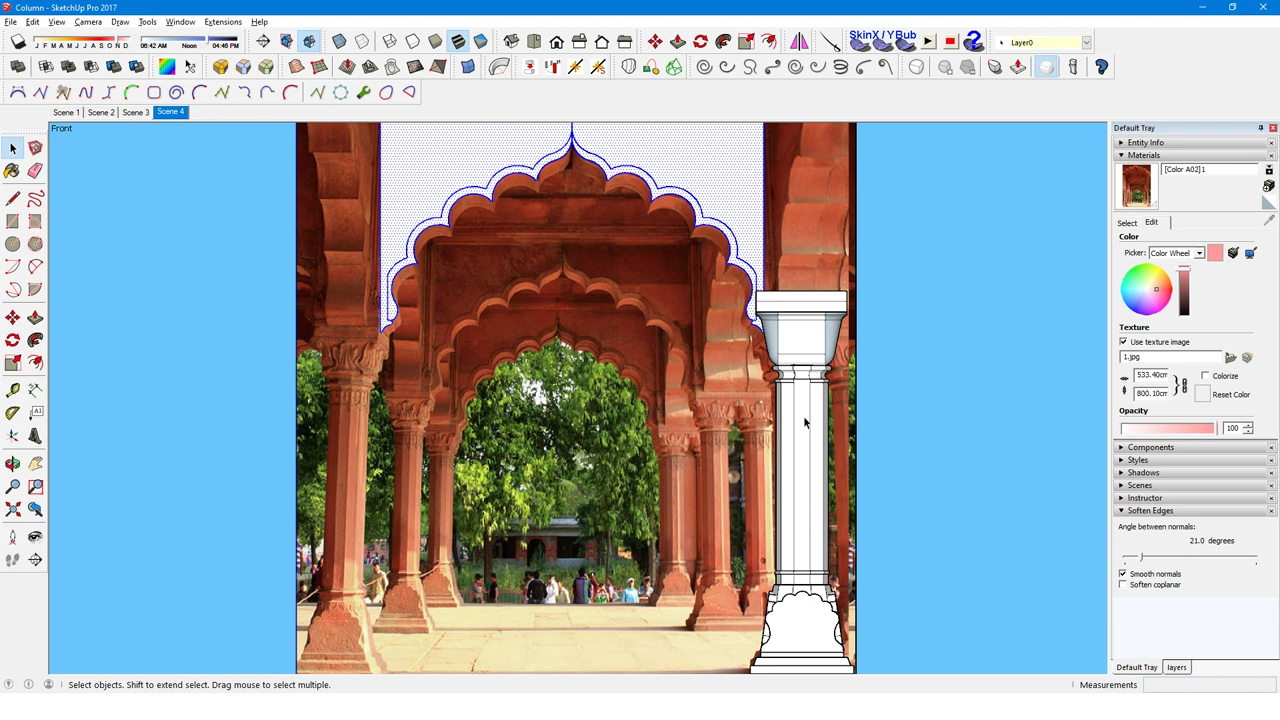 Column - SketchUp Pro 2017
File Edit View Camera Draw Tools Window Extensions Help
J F M A M J J A S O N D 06:42 AM Noon 04:46 PM SkinX / YBub Layer0
Scene 1 Scene 2 Scene 3 Scene 4
Front
Default Tray
Entity Info
Materials
[Color A02]1
Select Edit
Color
Picker: Color Wheel
Texture
Use texture image
1.jpg
533.40cm Colorize
800.10cm Reset Color
Opacity
100
Components
Styles
Shadows
Scenes
Instructor
Soften Edges
Angle between normals:
21.0 degrees
Smooth normals
Soften coplanar
Default Tray layers
Select objects. Shift to extend select. Drag mouse to select multiple. Measurements